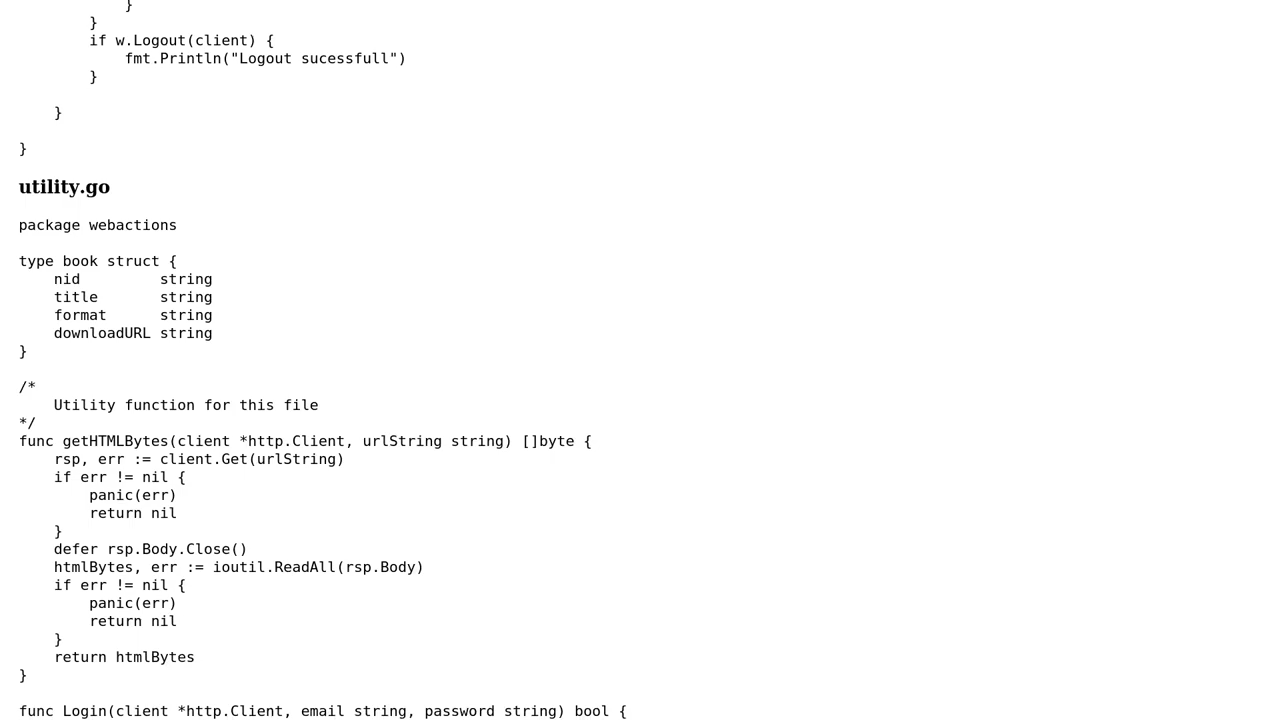 }
        }
        if w.Logout(client) {
            fmt.Println("Logout sucessfull")
        }

    }

}
utility.go
package webactions

type book struct {
    nid         string
    title       string
    format      string
    downloadURL string
}

/*
    Utility function for this file
*/
func getHTMLBytes(client *http.Client, urlString string) []byte {
    rsp, err := client.Get(urlString)
    if err != nil {
        panic(err)
        return nil
    }
    defer rsp.Body.Close()
    htmlBytes, err := ioutil.ReadAll(rsp.Body)
    if err != nil {
        panic(err)
        return nil
    }
    return htmlBytes
}

func Login(client *http.Client, email string, password string) bool {